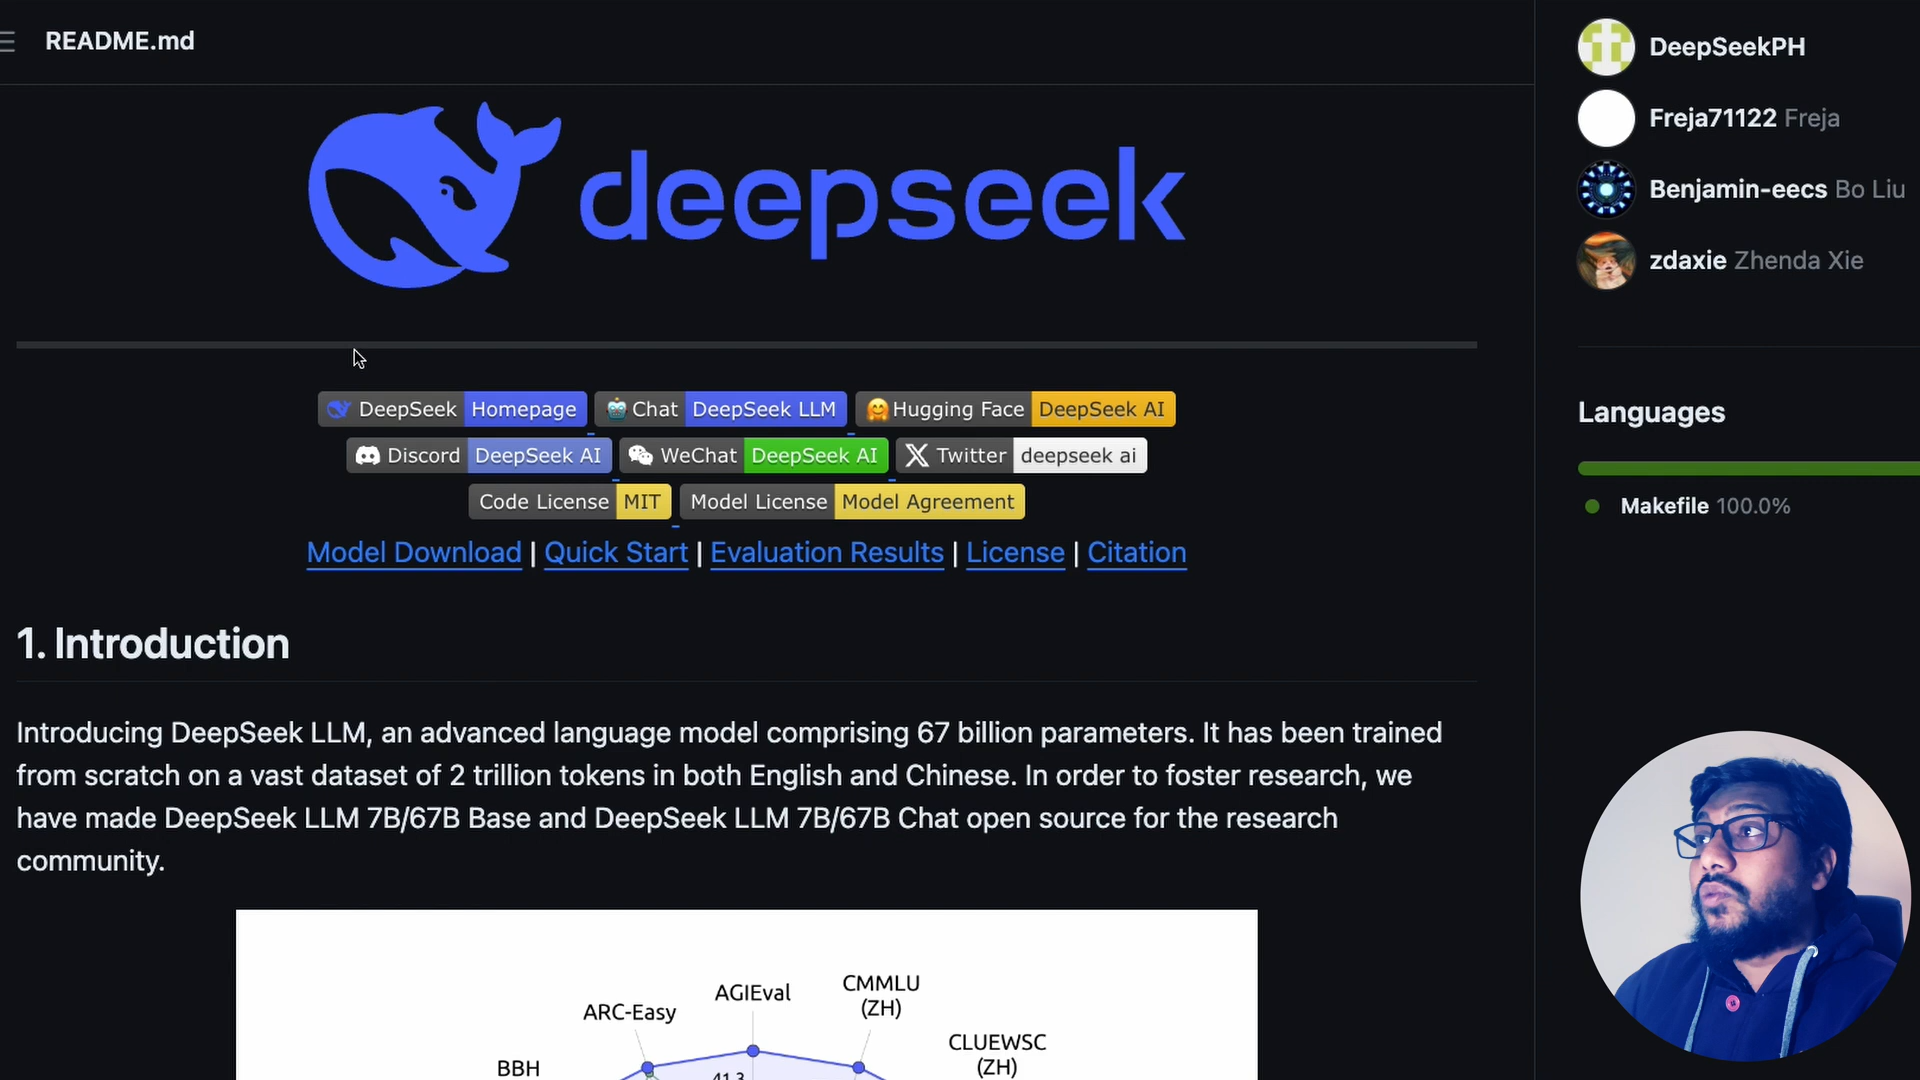 README.md
deepseek
DeepSeek Homepage Chat DeepSeek LLM Hugging Face DeepSeek AI
Discord DeepSeek AI WeChat DeepSeek AI Twitter deepseek ai
Code License MIT Model License Model Agreement
Model Download | Quick Start | Evaluation Results | License | Citation
1. Introduction
Introducing DeepSeek LLM, an advanced language model comprising 67 billion parameters. It has been trained
from scratch on a vast dataset of 2 trillion tokens in both English and Chinese. In order to foster research, we
have made DeepSeek LLM 7B/67B Base and DeepSeek LLM 7B/67B Chat open source for the research
community.
AGIEval
CMMLU
(ZH)
ARC-Easy
CLUEWSC
(ZH)
BBH
41.3
DeepSeekPH
Freja71122 Freja
Benjamin-eecs Bo Liu
zdaxie Zhenda Xie
Languages
Makefile 100.0%